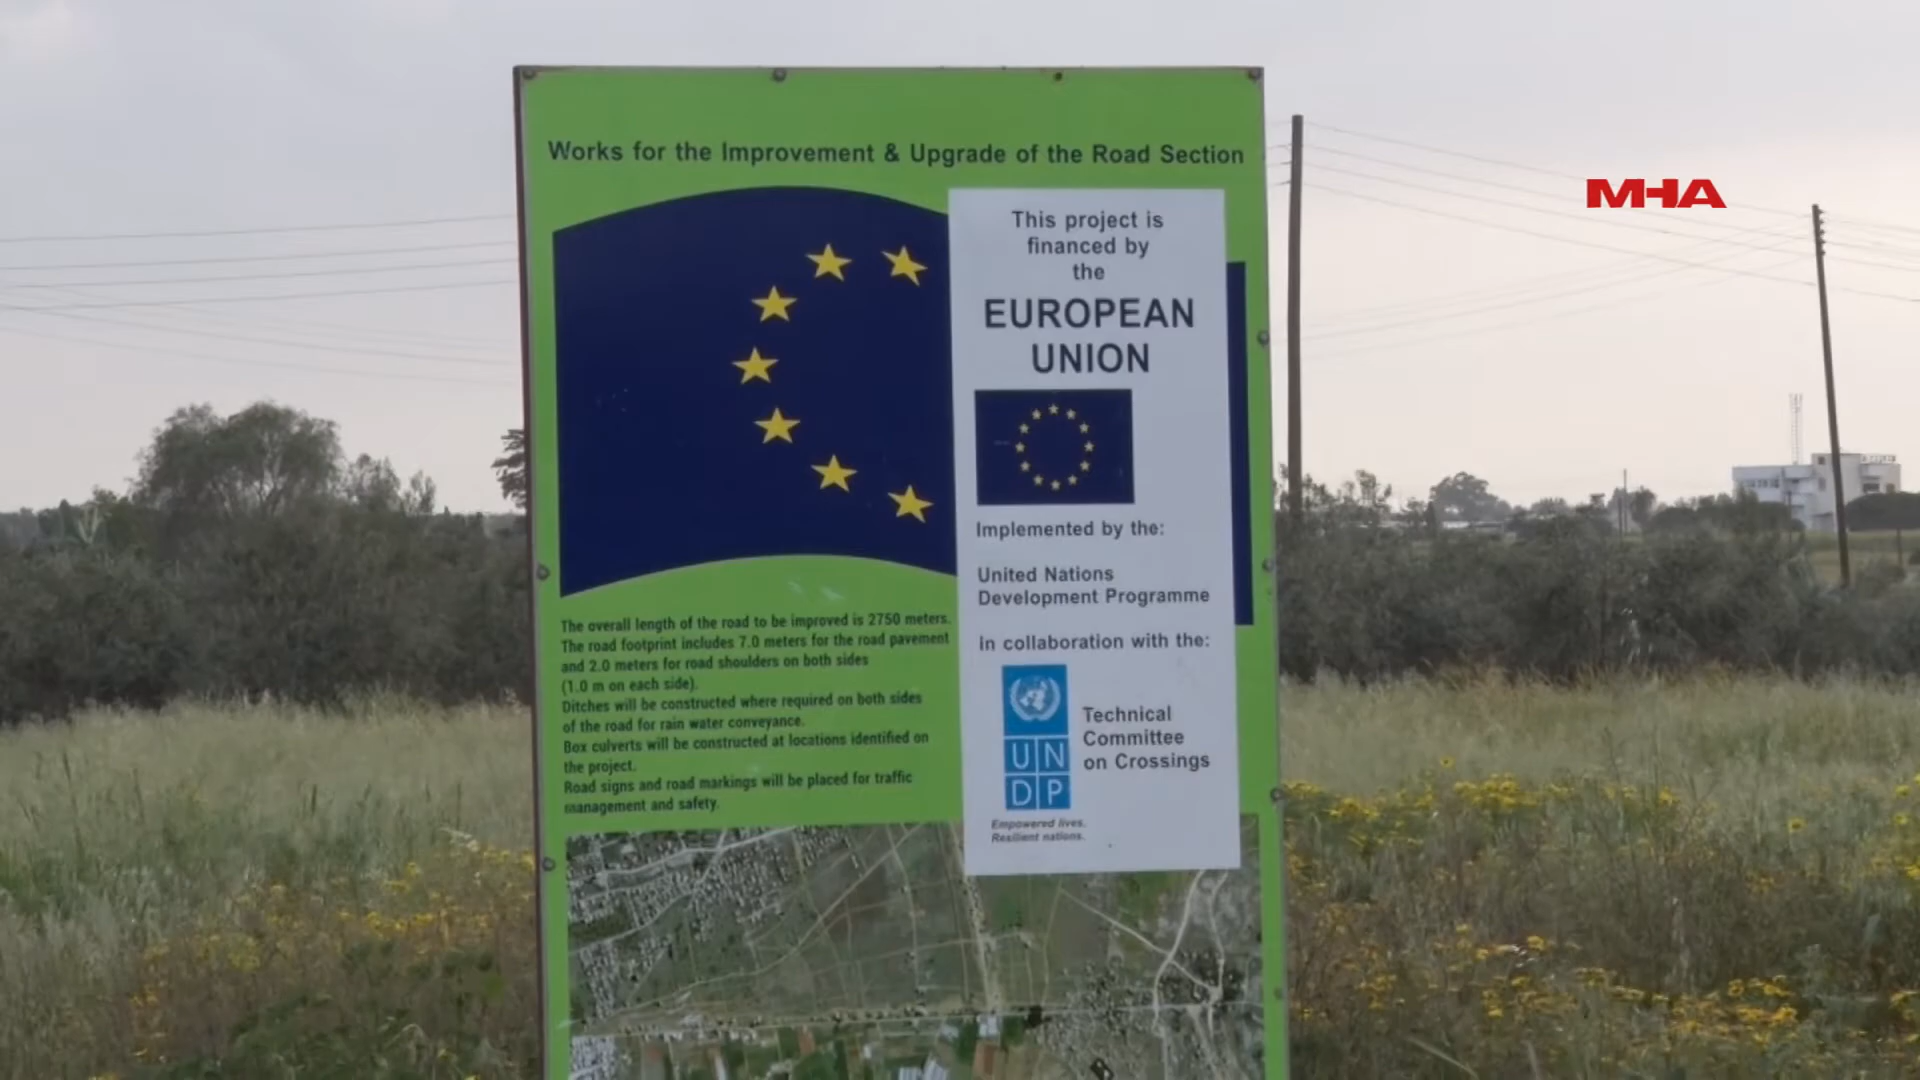 Works for the Improvement & Upgrade of the Road Section
MHA
This project is
financed by
the
EUROPEAN
UNION
Implemented by the:
United Nations
Development Programme
In collaboration with the:
U N
D P
Technical
Committee
on Crossings
Empowered lives.
Resilient nations.
The overall length of the road to be improved is 2750 meters.
The road footprint includes 7.0 meters for the road pavement
and 2.0 meters for road shoulders on both sides
(1.0 m on each side).
Ditches will be constructed where required on both sides
of the road for rain water conveyance.
Box culverts will be constructed at locations identified on
the project.
Road signs and road markings will be placed for traffic
management and safety.